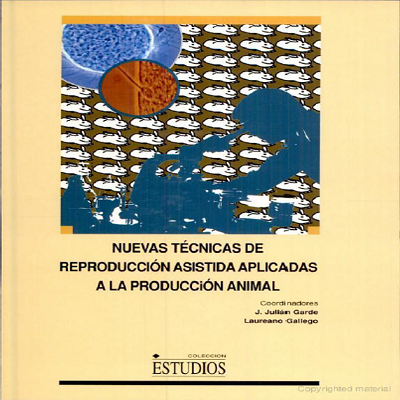 NUEVAS TÉCNICAS DE
REPRODUCCIÓN ASISTIDA APLICADAS
A LA PRODUCCIÓN ANIMAL
Coordinadores
J. Julián Garde
Laureano Gallego
COLECCIÓN
ESTUDIOS
Copyrighted material